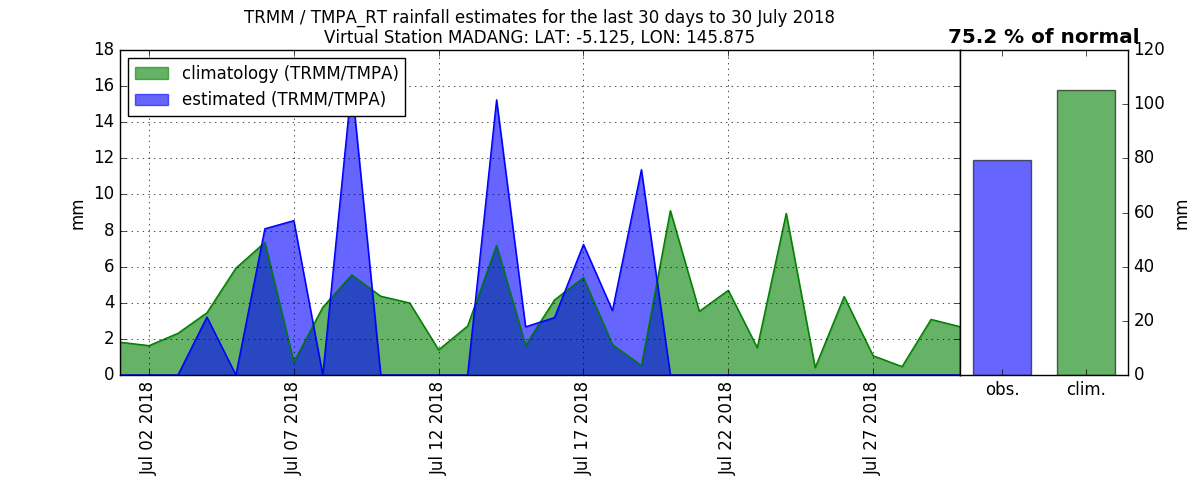 TRMM / TMPA_RT rainfall estimates for the last 30 days to 30 July 2018
Virtual Station MADANG: LAT: -5.125, LON: 145.875
75.2 % of normal
climatology (TRMM/TMPA)
estimated (TRMM/TMPA)
18
16
14
12
10
8
6
4
2
0
mm
Jul 02 2018
Jul 07 2018
Jul 12 2018
Jul 17 2018
Jul 22 2018
Jul 27 2018
obs.
clim.
120
100
80
60
40
20
0
mm